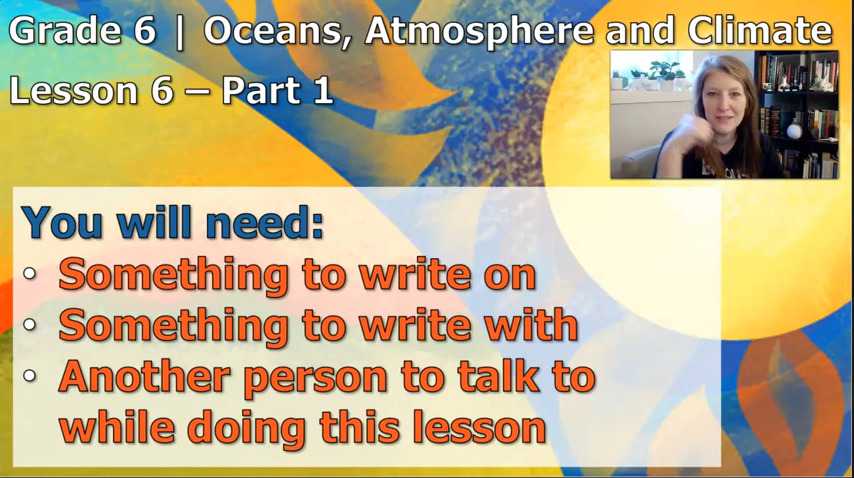 Grade 6 | Oceans, Atmosphere and Climate
Lesson 6 – Part 1
You will need:
• Something to write on
• Something to write with
• Another person to talk to
while doing this lesson